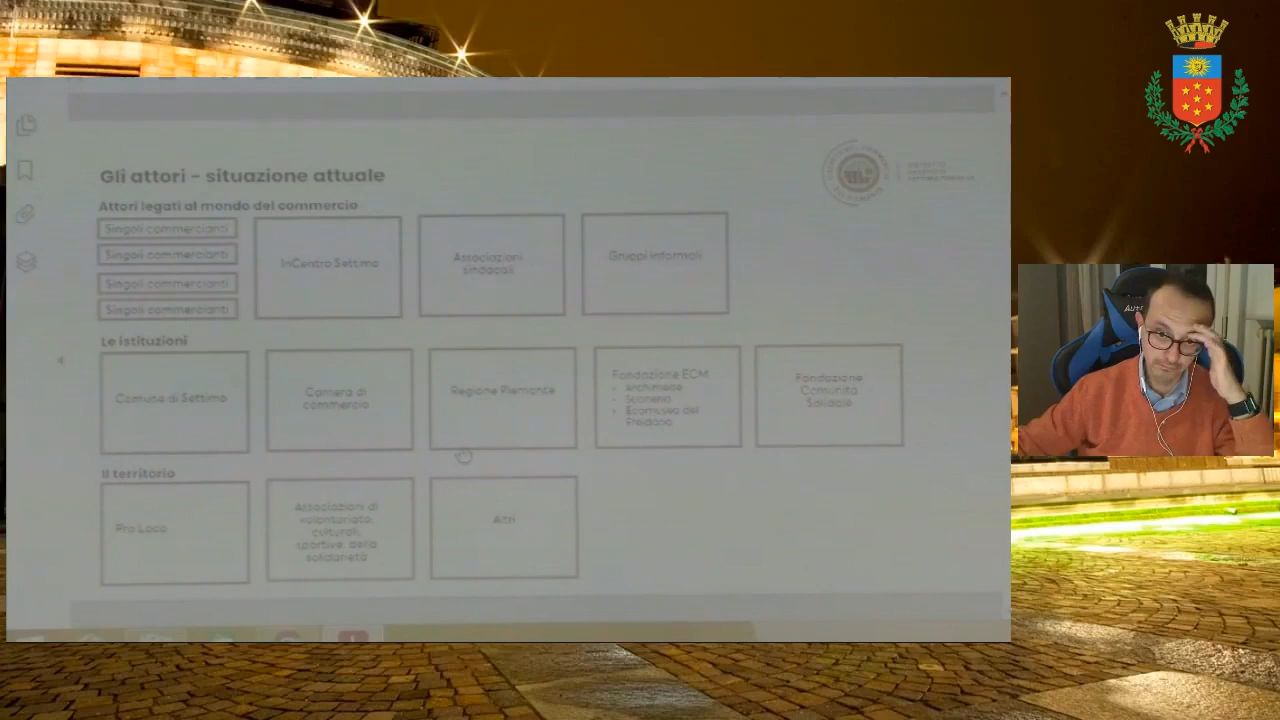 Gli attori - situazione attuale
Attori legati al mondo del commercio
Singoli commercianti
Singoli commercianti
Singoli commercianti
Singoli commercianti
InCentro Settimo
Associazioni
sindacali
Gruppi informali
Le istituzioni
Comune di Settimo
Camera di
commercio
Regione Piemonte
Fondazione ECM
• Archimede
• Suoneria
• Ecomuseo del
Freidano
Fondazione
Comunità
Solidale
Il territorio
Pro Loco
Associazioni di
volontariato,
culturali,
sportive, della
solidarietà
Altri